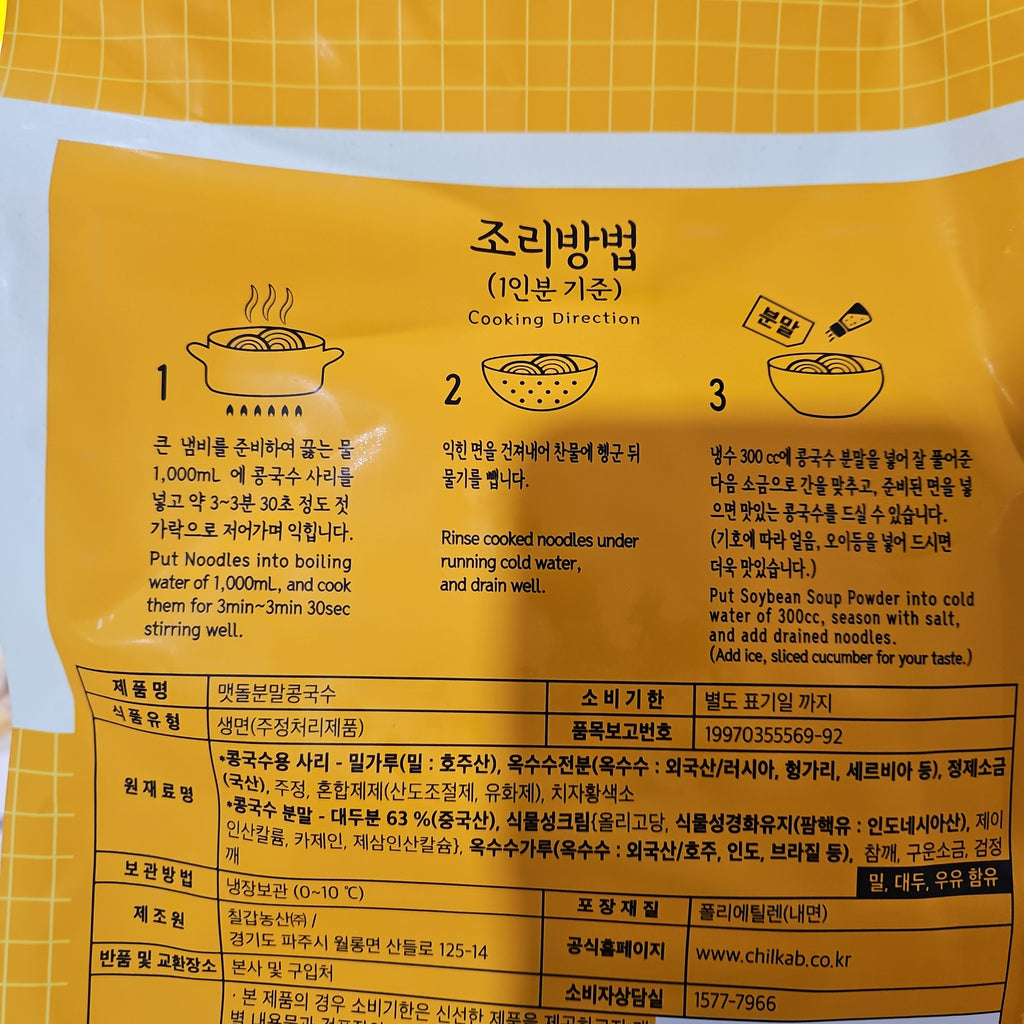 조리방법
(1인분 기준)
Cooking Direction
1
큰 냄비를 준비하여 끓는 물
1,000mL 에 콩국수 사리를
넣고 약 3~3분 30초 정도 젓
가락으로 저어가며 익힙니다.
Put Noodles into boiling
water of 1,000mL, and cook
them for 3min~3min 30sec
stirring well.
2
익힌 면을 건져내어 찬물에 헹군 뒤
물기를 뺍니다.
Rinse cooked noodles under
running cold water,
and drain well.
분말
3
냉수 300 cc에 콩국수 분말을 넣어 잘 풀어준
다음 소금으로 간을 맞추고, 준비된 면을 넣
으면 맛있는 콩국수를 드실 수 있습니다.
(기호에 따라 얼음, 오이등을 넣어 드시면
더욱 맛있습니다.)
Put Soybean Soup Powder into cold
water of 300cc, season with salt,
and add drained noodles.
(Add ice, sliced cucumber for your taste.)
제품명 맷돌분말콩국수 소비기한 별도 표기일 까지
식품유형 생면(주정처리제품) 품목보고번호 19970355569-92
원재료명
*콩국수용 사리 - 밀가루(밀 : 호주산), 옥수수전분(옥수수 : 외국산/러시아, 헝가리, 세르비아 등), 정제소금
(국산), 주정, 혼합제제(산도조절제, 유화제), 치자황색소
*콩국수 분말 - 대두분 63 %(중국산), 식물성크림{올리고당, 식물성경화유지(팜핵유 : 인도네시아산), 제이
인산칼륨, 카제인, 제삼인산칼슘}, 옥수수가루(옥수수 : 외국산/호주, 인도, 브라질 등), 참깨, 구운소금, 검정
깨
밀, 대두, 우유 함유
보관방법 냉장보관 (0~10 ℃) 포장재질 폴리에틸렌(내면)
제조원 칠갑농산㈜ /
경기도 파주시 월롱면 산들로 125-14
공식홈페이지 www.chilkab.co.kr
반품 및 교환장소 본사 및 구입처 소비자상담실 1577-7966
· 본 제품의 경우 소비기한은 신선한 제품을